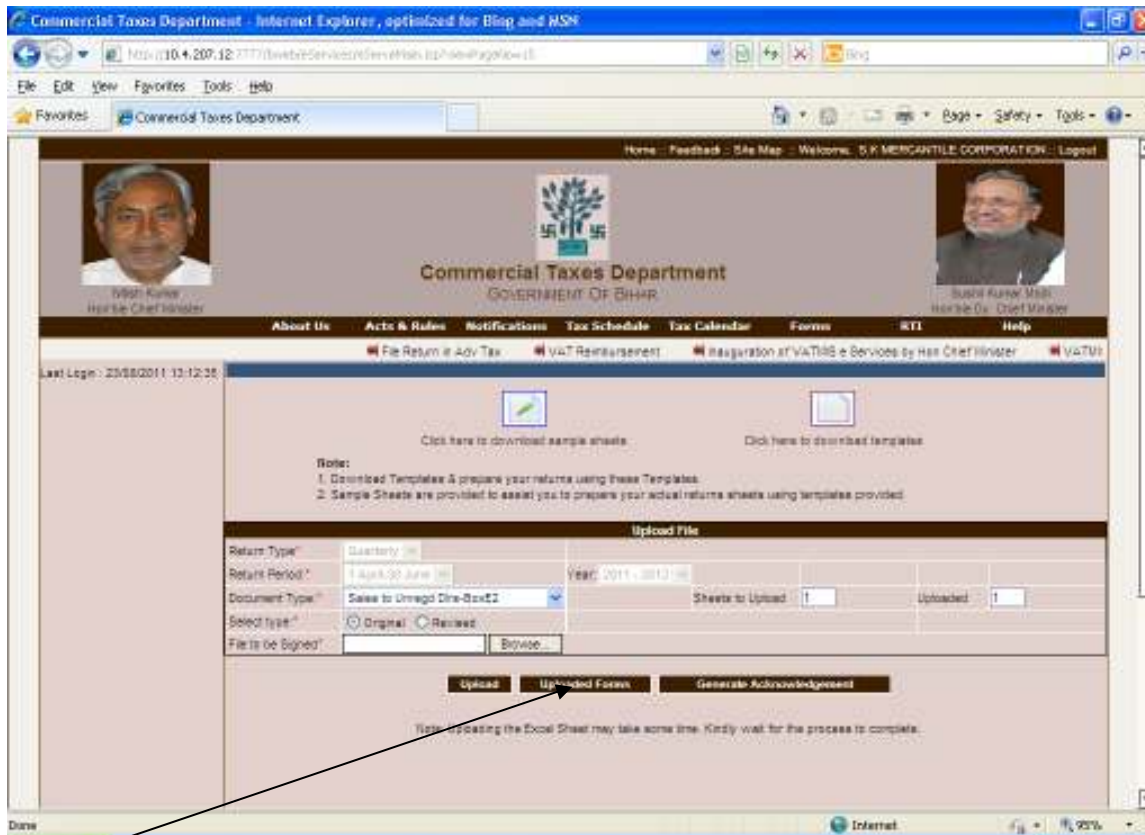 Commercial Taxes Department - Internet Explorer, optimized for Bing and MSN
Bing
File Edit View Favorites Tools Help
Favorites Commercial Taxes Department Page Safety Tools
Home :: Feedback :: Site Map :: Welcome, S.K MERCANTILE CORPORATION :: Logout
Commercial Taxes Department
GOVERNMENT OF BIHAR
Nitish Kumar
Hon'ble Chief Minister
Sushil Kumar Modi
Hon'ble Dy. Chief Minister
About Us Acts & Rules Notifications Tax Schedule Tax Calendar Forms RTI Help
File Return in Adv Tax VAT Reimbursement Inauguration of VATMIS e Services by Hon Chief Minister
Last Login : 13:12:35
Click here to download sample sheets Click here to download templates
Note:
1. Download Templates & prepare your returns using these Templates.
2. Sample Sheets are provided to assist you to prepare your actual returns sheets using templates provided.
Upload File
Return Type* Quarterly
Return Period * 1 April-30 June Year: 2011 - 2012
Document Type * Sales to Unregd Dlrs-BoxE2 Sheets to Upload 1 Uploaded 1
Select type * Original Revised
File to be Signed* Browse...
Upload Uploaded Forms Generate Acknowledgement
Note: Uploading the Excel Sheet may take some time. Kindly wait for the process to complete.
Done Internet 95%